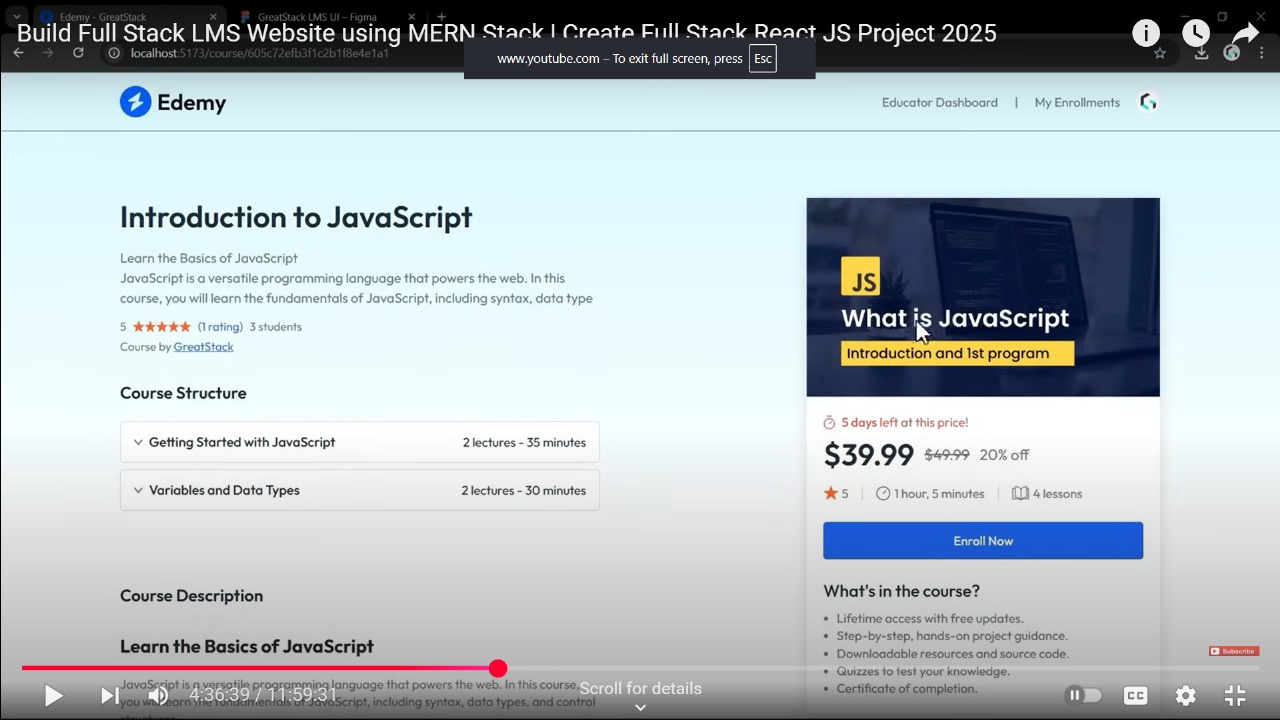 Edemy - GreatStack
GreatStack LMS UI – Figma
Build Full Stack LMS Website using MERN Stack | Create Full Stack React JS Project 2025
localhost:5173/course/605c72efb3f1c2b1f8e4e1a1
www.youtube.com – To exit full screen, press Esc
Edemy
Educator Dashboard | My Enrollments
Introduction to JavaScript
Learn the Basics of JavaScript
JavaScript is a versatile programming language that powers the web. In this
course, you will learn the fundamentals of JavaScript, including syntax, data type
5 (1 rating) 3 students
Course by GreatStack
Course Structure
Getting Started with JavaScript 2 lectures - 35 minutes
Variables and Data Types 2 lectures - 30 minutes
Course Description
Learn the Basics of JavaScript
JavaScript is a versatile programming language that powers the web. In this course,
you will learn the fundamentals of JavaScript, including syntax, data types, and control
JS
What is JavaScript
Introduction and 1st program
5 days left at this price!
$39.99 $49.99 20% off
5 1 hour, 5 minutes 4 lessons
Enroll Now
What's in the course?
Lifetime access with free updates.
Step-by-step, hands-on project guidance.
Downloadable resources and source code.
Quizzes to test your knowledge.
Certificate of completion.
Subscribe
4:36:39 / 11:59:31
Scroll for details
CC